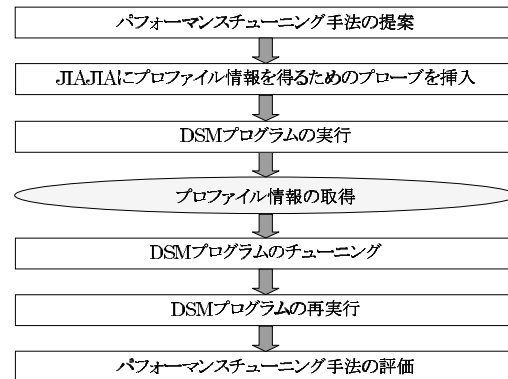 パフォーマンスチューニング手法の提案
JIAJIAにプロファイル情報を得るためのプローブを挿入
DSMプログラムの実行
プロファイル情報の取得
DSMプログラムのチューニング
DSMプログラムの再実行
パフォーマンスチューニング手法の評価